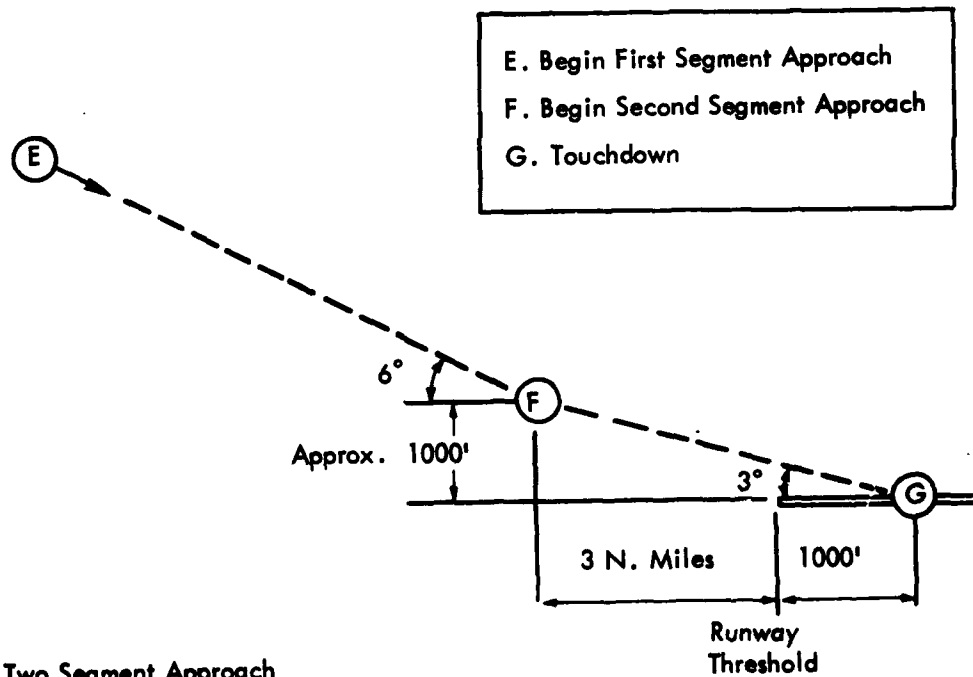 E. Begin First Segment Approach
F. Begin Second Segment Approach
G. Touchdown
E
6°
F
Approx. 1000'
3°
G
3 N. Miles
1000'
Runway
Threshold
Two Segment Approach